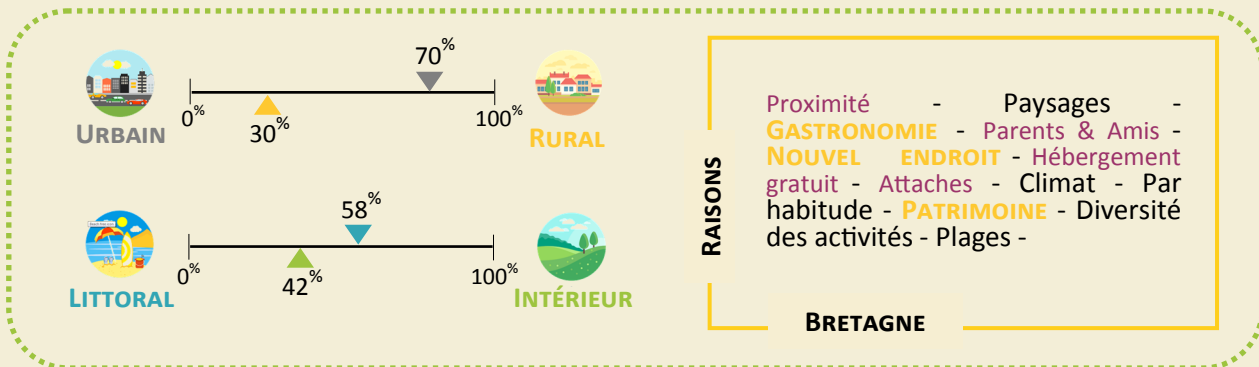 70%
0%
100%
30%
URBAIN
RURAL
58%
0%
100%
42%
LITTORAL
INTÉRIEUR
RAISONS
Proximité - Paysages -
GASTRONOMIE - Parents & Amis -
NOUVEL ENDROIT - Hébergement
gratuit - Attaches - Climat - Par
habitude - PATRIMOINE - Diversité
des activités - Plages -
BRETAGNE